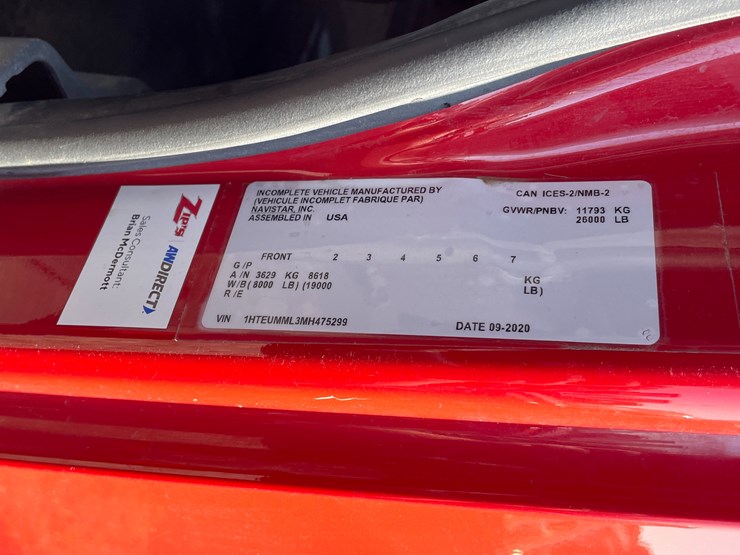 Zip's AWDIRECT
Sales Consultant:
Brian McDermott
INCOMPLETE VEHICLE MANUFACTURED BY
(VEHICULE INCOMPLET FABRIQUE PAR)
NAVISTAR, INC.
ASSEMBLED IN USA
CAN ICES-2/NMB-2
GVWR/PNBV: 11793 KG
26000 LB
FRONT 2 3 4 5 6 7
G/P
A/N 3629 KG 8618 KG
W/B (8000 LB) (19000 LB)
R/E
VIN 1HTEUMML3MH475299
DATE 09-2020